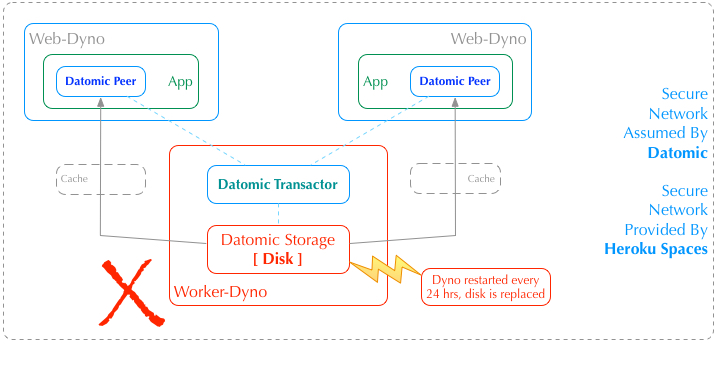 Web-Dyno
Datomic Peer
App
Web-Dyno
App
Datomic Peer
Secure
Network
Assumed By
Datomic
Secure
Network
Provided By
Heroku Spaces
Cache
Cache
Datomic Transactor
Datomic Storage
[ Disk ]
Worker-Dyno
Dyno restarted every
24 hrs, disk is replaced